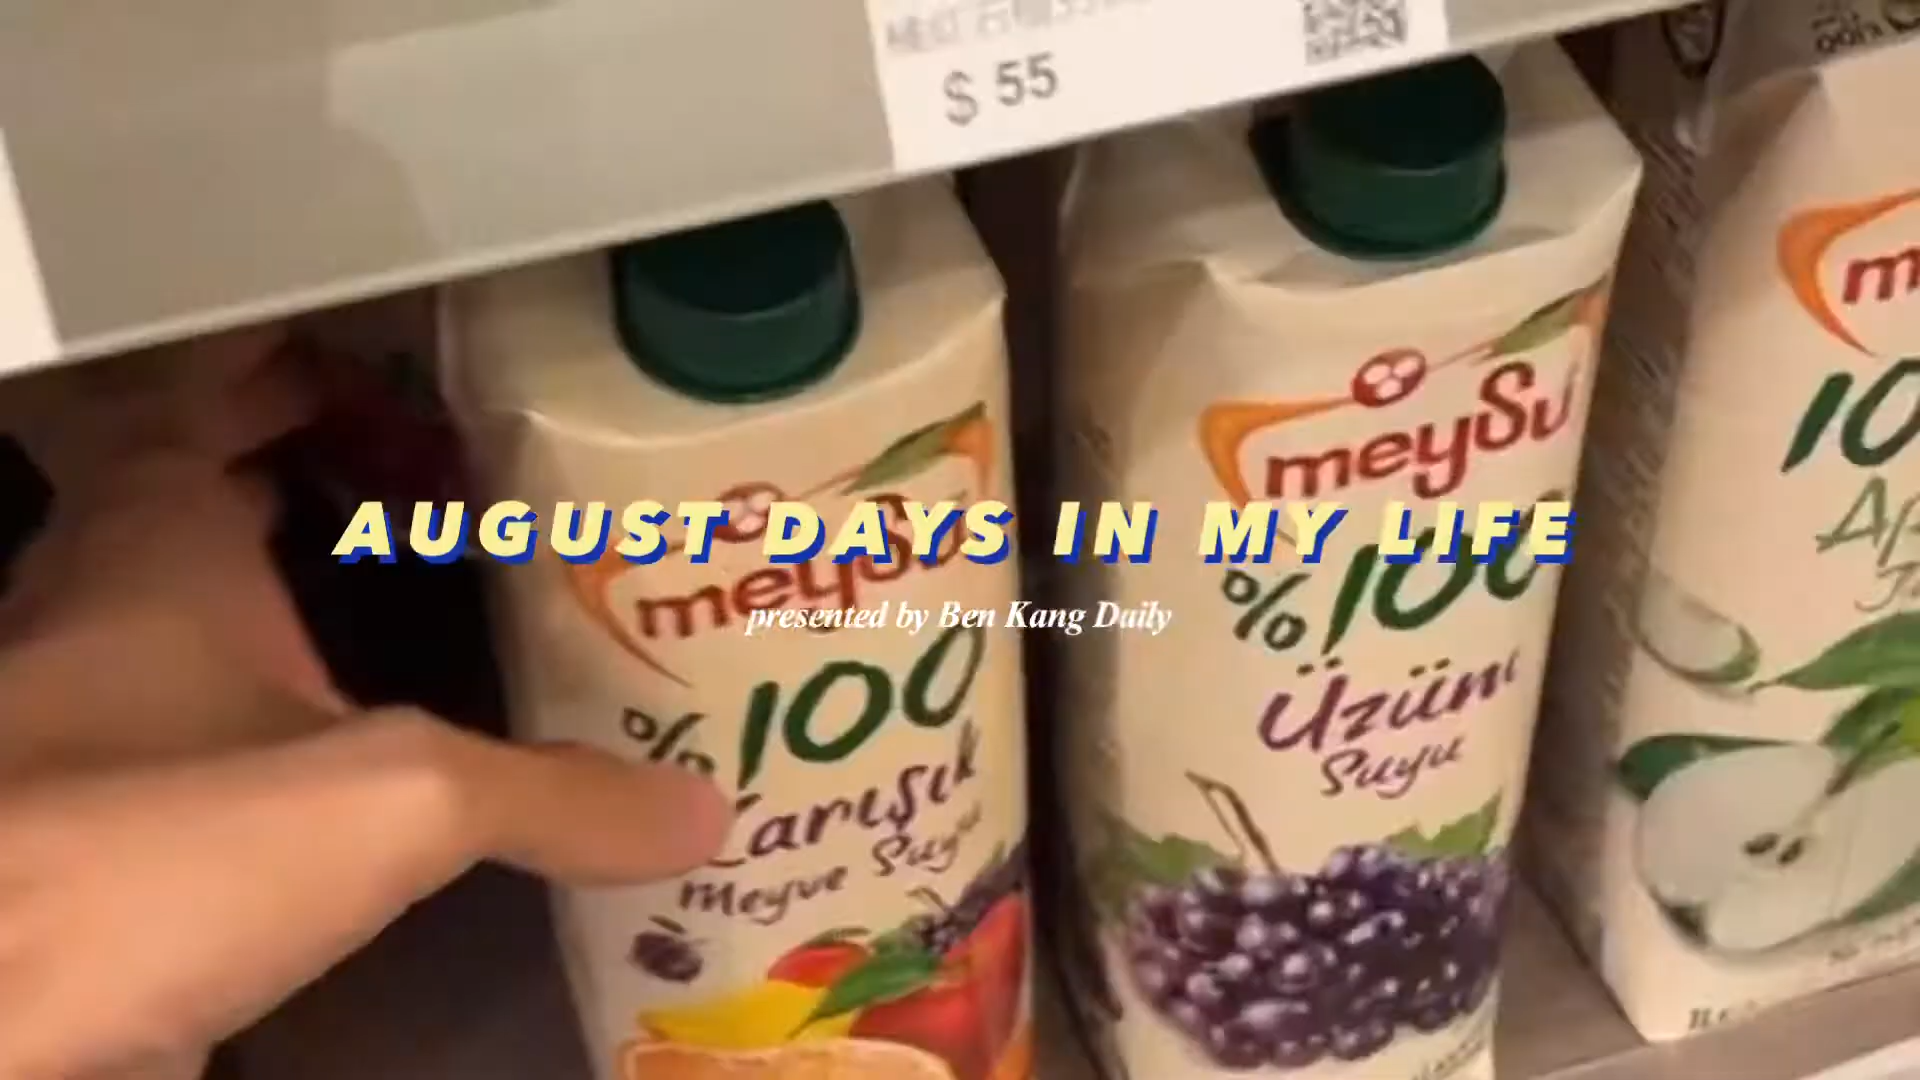 $ 55
meysu
%100
Üzüm
Suyu
AUGUST DAYS IN MY LIFE
presented by Ben Kang Daily
meysu
%100
Karışık
Meyve Suyu